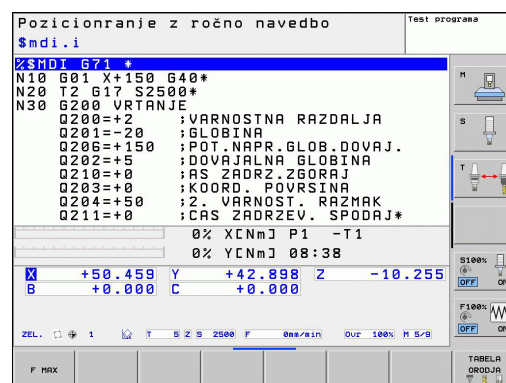 Pozicioniranje z ročno navedbo
Test programa
$mdi.i
%$MDI G71 *
N10 G01 X+150 G40*
N20 T2 G17 S2500*
N30 G200 VRTANJE
Q200=+2 ;VARNOSTNA RAZDALJA
Q201=-20 ;GLOBINA
Q206=+150 ;POT.NAPR.GLOB.DOVAJ.
Q202=+5 ;DOVAJALNA GLOBINA
Q210=+0 ;AS ZADRZ.ZGORAJ
Q203=+0 ;KOORD. POVRSINA
Q204=+50 ;2. VARNOST. RAZMAK
Q211=+0 ;CAS ZADRZEV. SPODAJ*
0% X[Nm] P1 -T1
0% Y[Nm] 08:38
X +50.459 Y +42.898 Z -10.255
B +0.000 C +0.000
ZEL. 1 T 5 Z S 2500 F 0mm/min Our 100% M 5/9
F MAX
M
S
T
S100%
OFF ON
F100%
OFF ON
TABELA
ORODJA